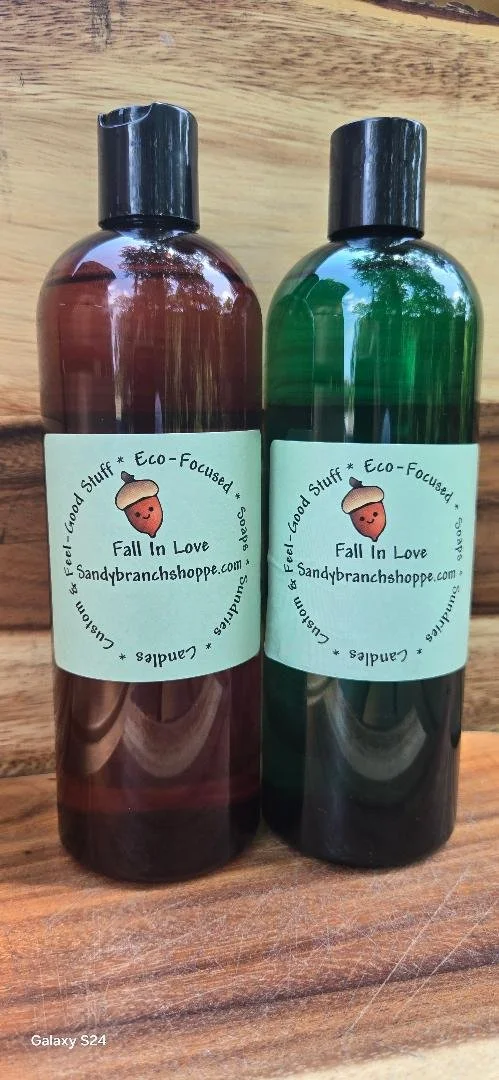 Custom & Feel-Good Stuff * Eco-Focused * Soaps * Sundries * Candles *
Fall In Love
Sandybranchshoppe.com
Custom & Feel-Good Stuff * Eco-Focused * Soaps * Sundries * Candles *
Fall In Love
Sandybranchshoppe.com
Galaxy S24